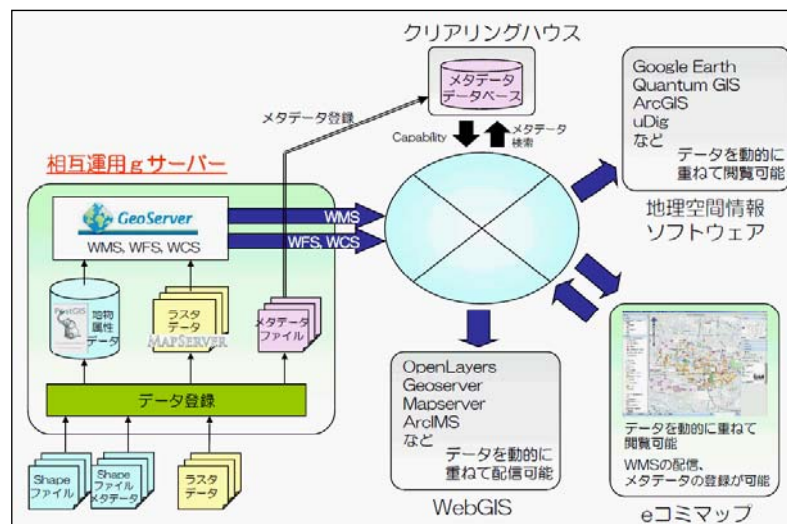 クリアリングハウス
メタデータ
データベース
メタデータ登録
Capability
メタデータ
検索
Google Earth
Quantum GIS
ArcGIS
uDig
など
データを動的に
重ねて閲覧可能
地理空間情報
ソフトウェア
相互運用gサーバー
GeoServer
WMS, WFS, WCS
WMS
WFS, WCS
PostGIS
地物
属性
データ
ラスタ
データ
MAPSERVER
メタデータ
ファイル
データ登録
Shape
ファイル
Shape
ファイル
メタデータ
ラスタ
データ
OpenLayers
Geoserver
Mapserver
ArcIMS
など
データを動的に
重ねて配信可能
WebGIS
データを動的に重ねて
閲覧可能
WMSの配信、
メタデータの登録が可能
eコミマップ